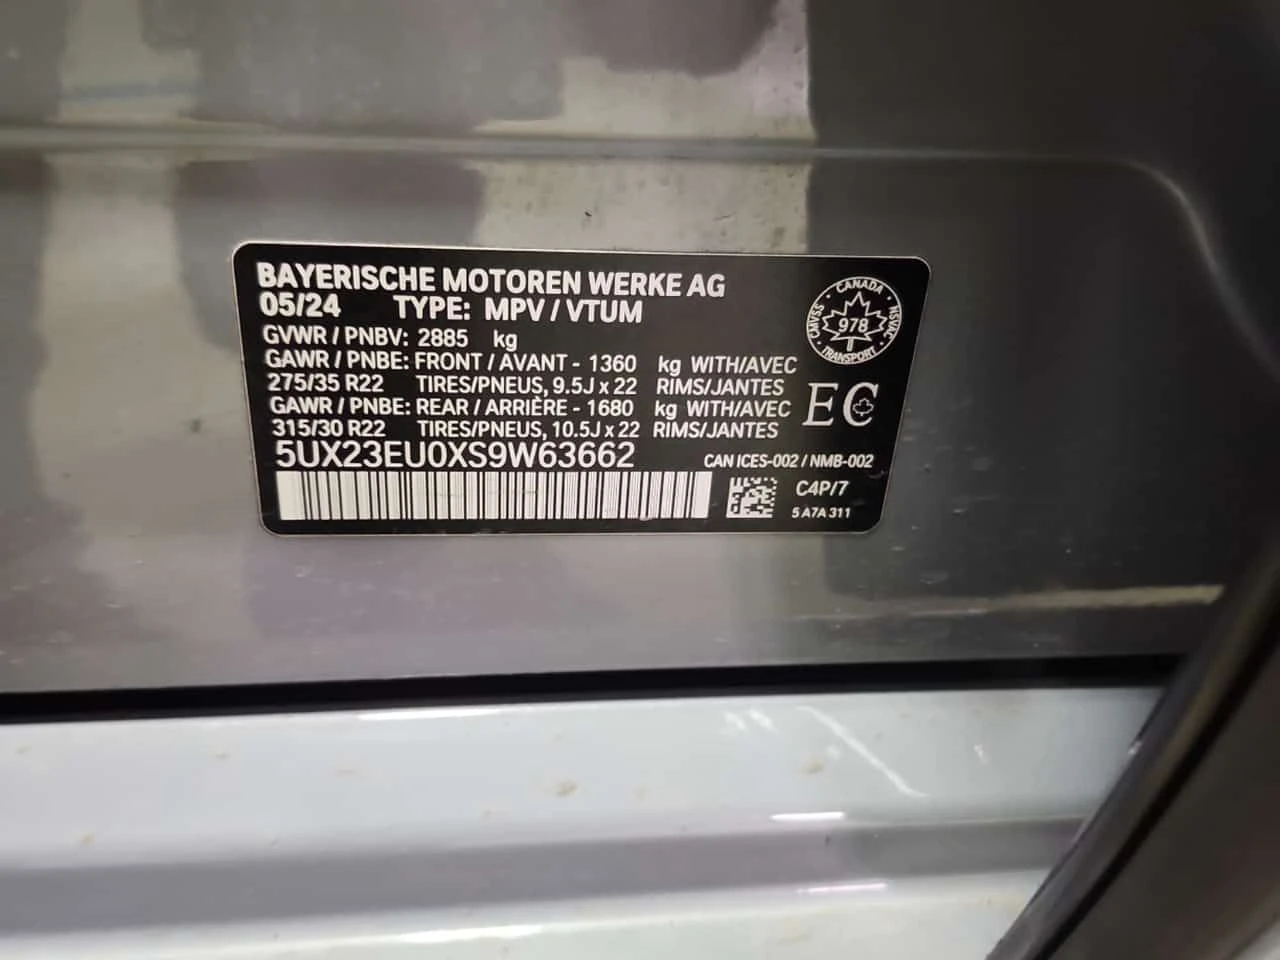 BAYERISCHE MOTOREN WERKE AG
05/24 TYPE: MPV / VTUM
GVWR / PNBV: 2885 kg
GAWR / PNBE: FRONT / AVANT - 1360 kg WITH/AVEC
275/35 R22 TIRES/PNEUS, 9.5J x 22 RIMS/JANTES
GAWR / PNBE: REAR / ARRIÈRE - 1680 kg WITH/AVEC
315/30 R22 TIRES/PNEUS, 10.5J x 22 RIMS/JANTES
5UX23EU0XS9W63662
CANADA
CMVSS 978 NSVAC
TRANSPORT
EC
CAN ICES-002 / NMB-002
C4P/7
5 A7A 311